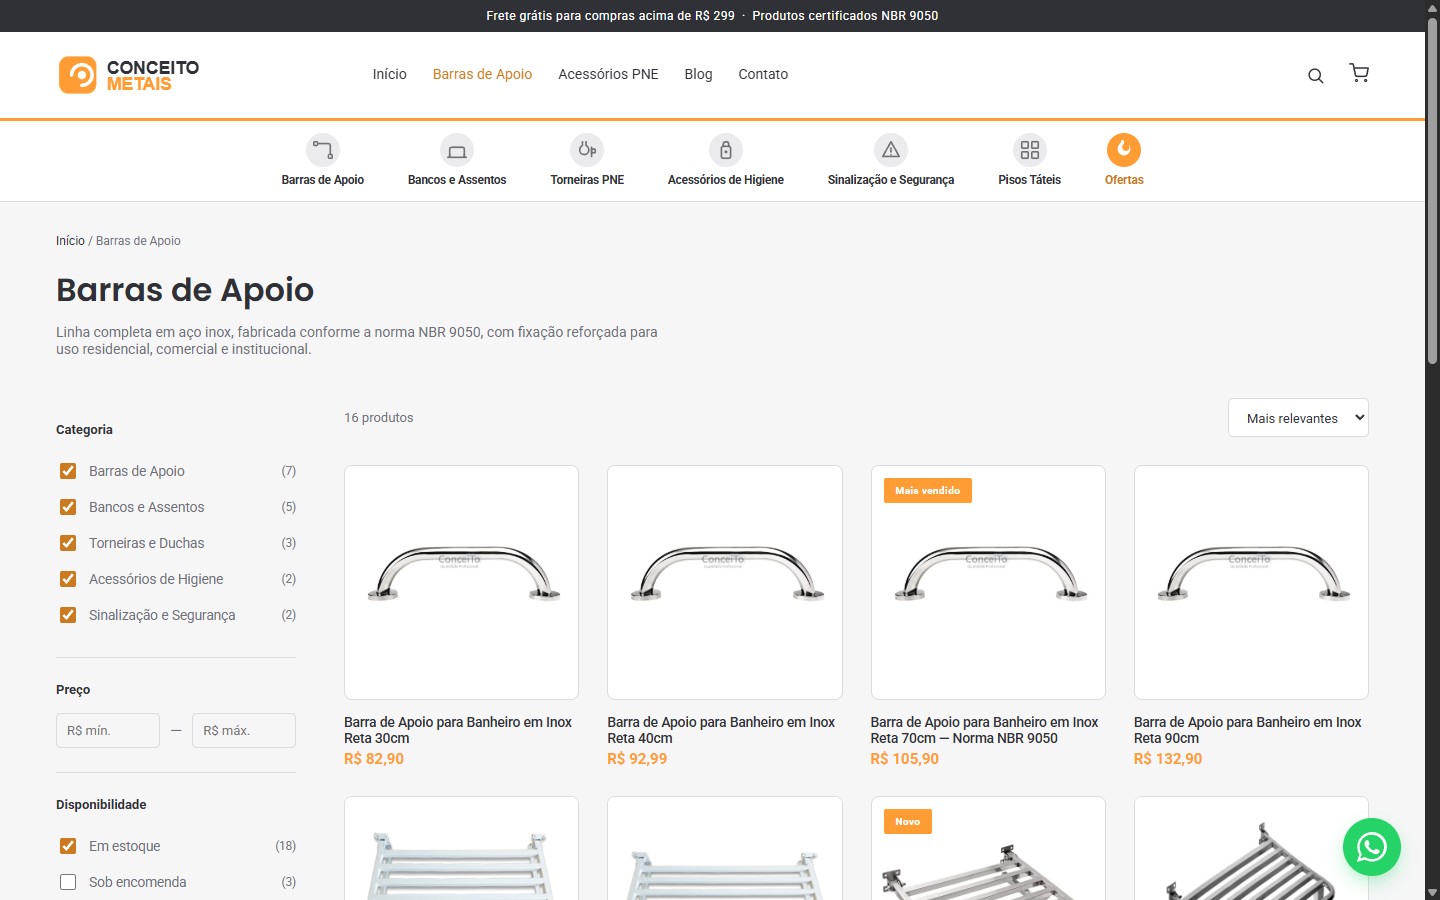 Frete grátis para compras acima de R$ 299 · Produtos certificados NBR 9050
CONCEITO
METAIS
Início
Barras de Apoio
Acessórios PNE
Blog
Contato
Barras de Apoio
Bancos e Assentos
Torneiras PNE
Acessórios de Higiene
Sinalização e Segurança
Pisos Táteis
Ofertas
Início / Barras de Apoio
Barras de Apoio
Linha completa em aço inox, fabricada conforme a norma NBR 9050, com fixação reforçada para
uso residencial, comercial e institucional.
Categoria
Barras de Apoio (7)
Bancos e Assentos (5)
Torneiras e Duchas (3)
Acessórios de Higiene (2)
Sinalização e Segurança (2)
Preço
R$ mín. — R$ máx.
Disponibilidade
Em estoque (18)
Sob encomenda (3)
16 produtos
Mais relevantes
ConceiTo
Barra de Apoio para Banheiro em Inox
Reta 30cm
R$ 82,90
ConceiTo
Barra de Apoio para Banheiro em Inox
Reta 40cm
R$ 92,99
Mais vendido
ConceiTo
Barra de Apoio para Banheiro em Inox
Reta 70cm — Norma NBR 9050
R$ 105,90
ConceiTo
Barra de Apoio para Banheiro em Inox
Reta 90cm
R$ 132,90
Novo